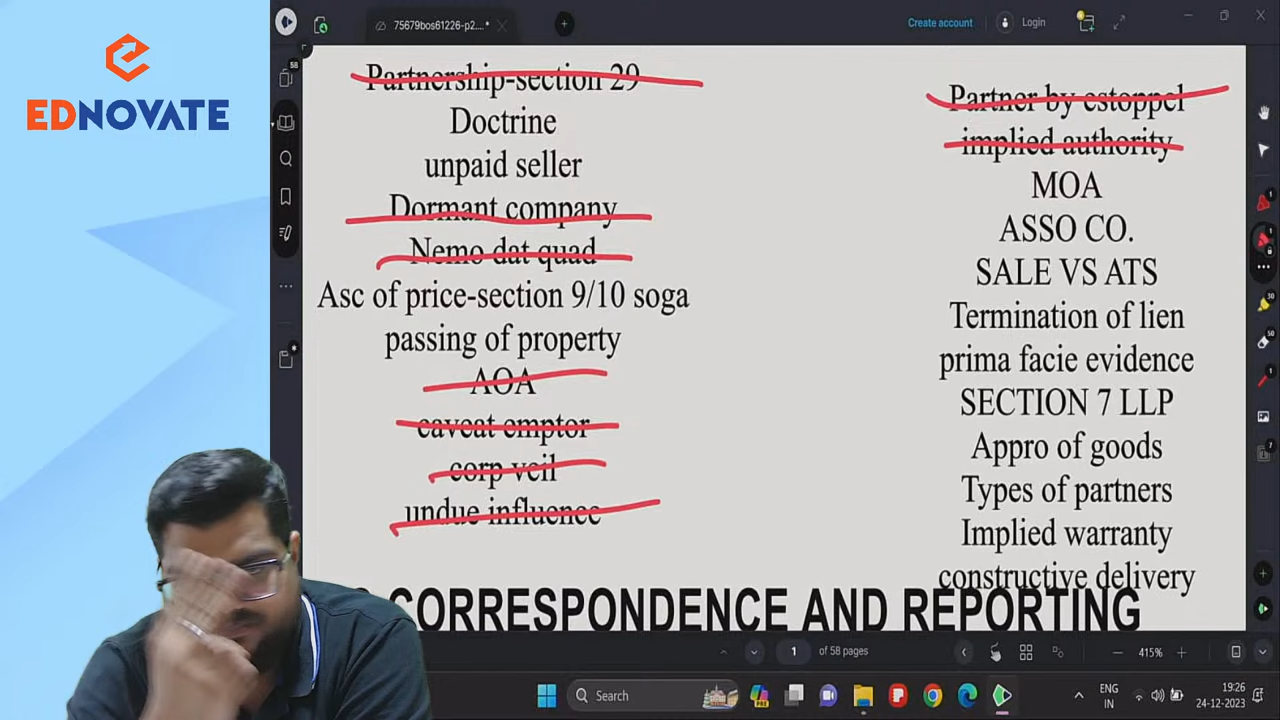 EDNOVATE
75679bos61226-p2....*
Create account
Login
58
Partnership-section 29
Doctrine
unpaid seller
Dormant company
Nemo dat quad
Asc of price-section 9/10 soga
passing of property
AOA
caveat emptor
corp veil
undue influence
Partner by estoppel
implied authority
MOA
ASSO CO.
SALE VS ATS
Termination of lien
prima facie evidence
SECTION 7 LLP
Appro of goods
Types of partners
Implied warranty
constructive delivery
CORRESPONDENCE AND REPORTING
1 of 58 pages
415%
Search
PRE
ENG
IN
19:26
24-12-2023